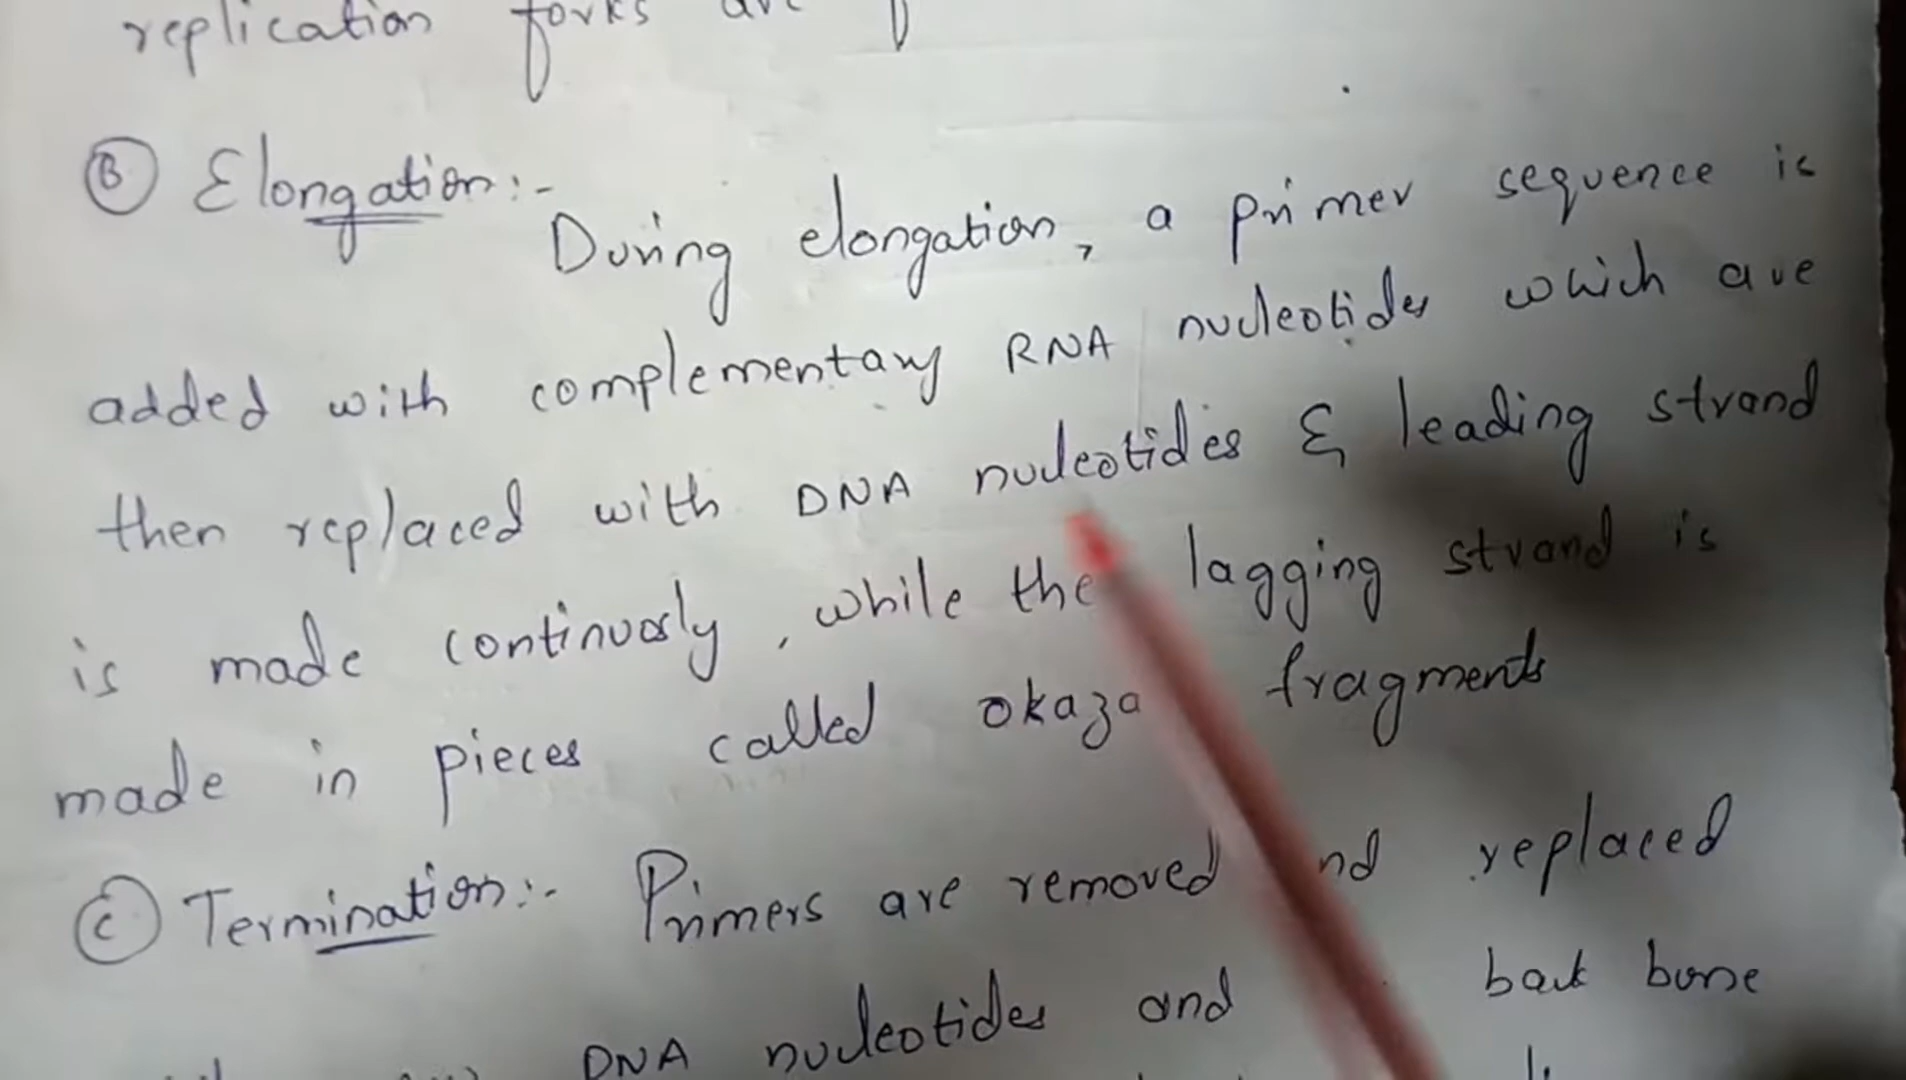 replication forks are
Ⓑ Elongation:-
During elongation, a primer sequence is
added with complementary RNA nucleotides which are
then replaced with DNA nucleotides & leading strand
is made continuosly, while the lagging strand is
made in pieces called okaza fragments
Ⓒ Termination:- Primers are removed nd replaced
DNA nucleotides and back bone